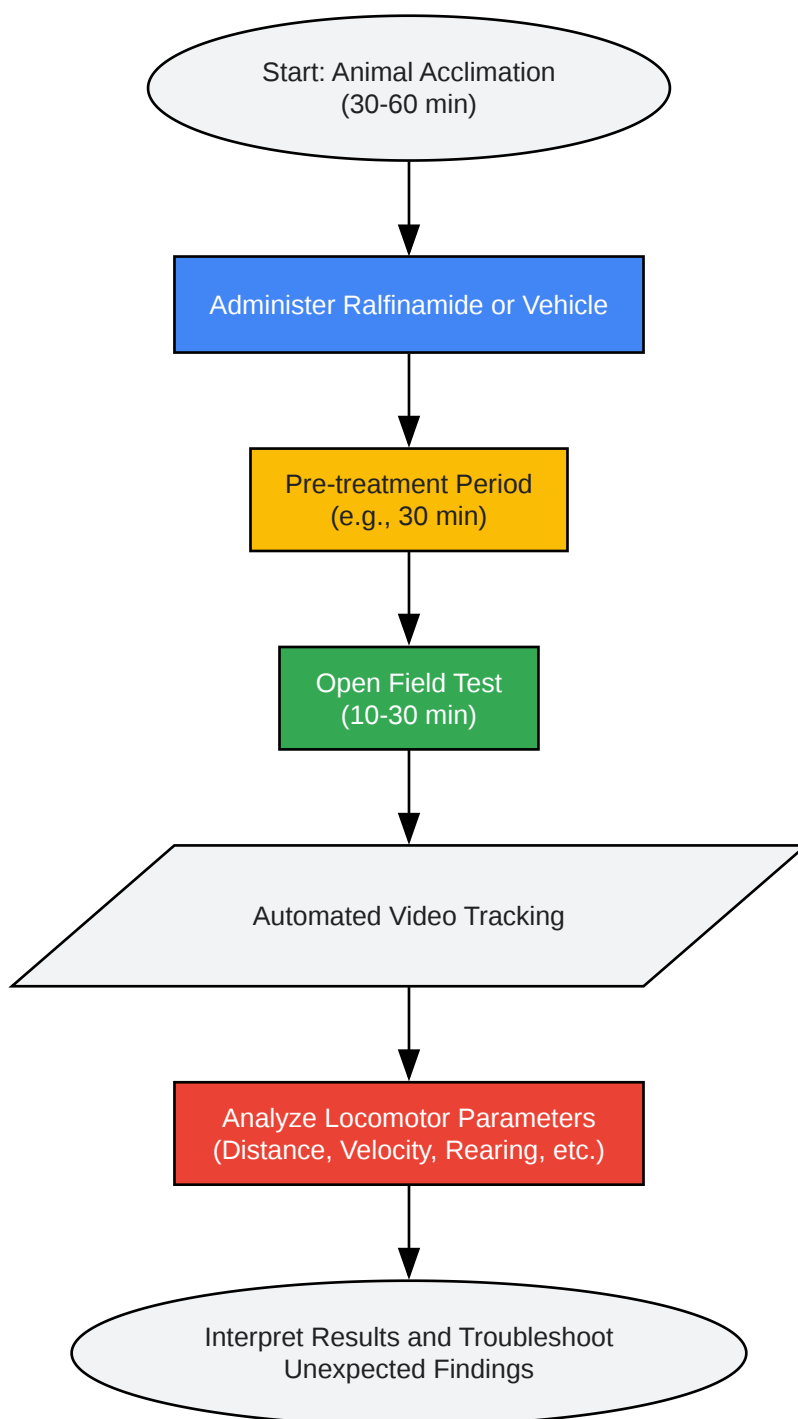 Start: Animal Acclimation
(30-60 min)
Administer Ralfinamide or Vehicle
Pre-treatment Period
(e.g., 30 min)
Open Field Test
(10-30 min)
Automated Video Tracking
Analyze Locomotor Parameters
(Distance, Velocity, Rearing, etc.)
Interpret Results and Troubleshoot
Unexpected Findings